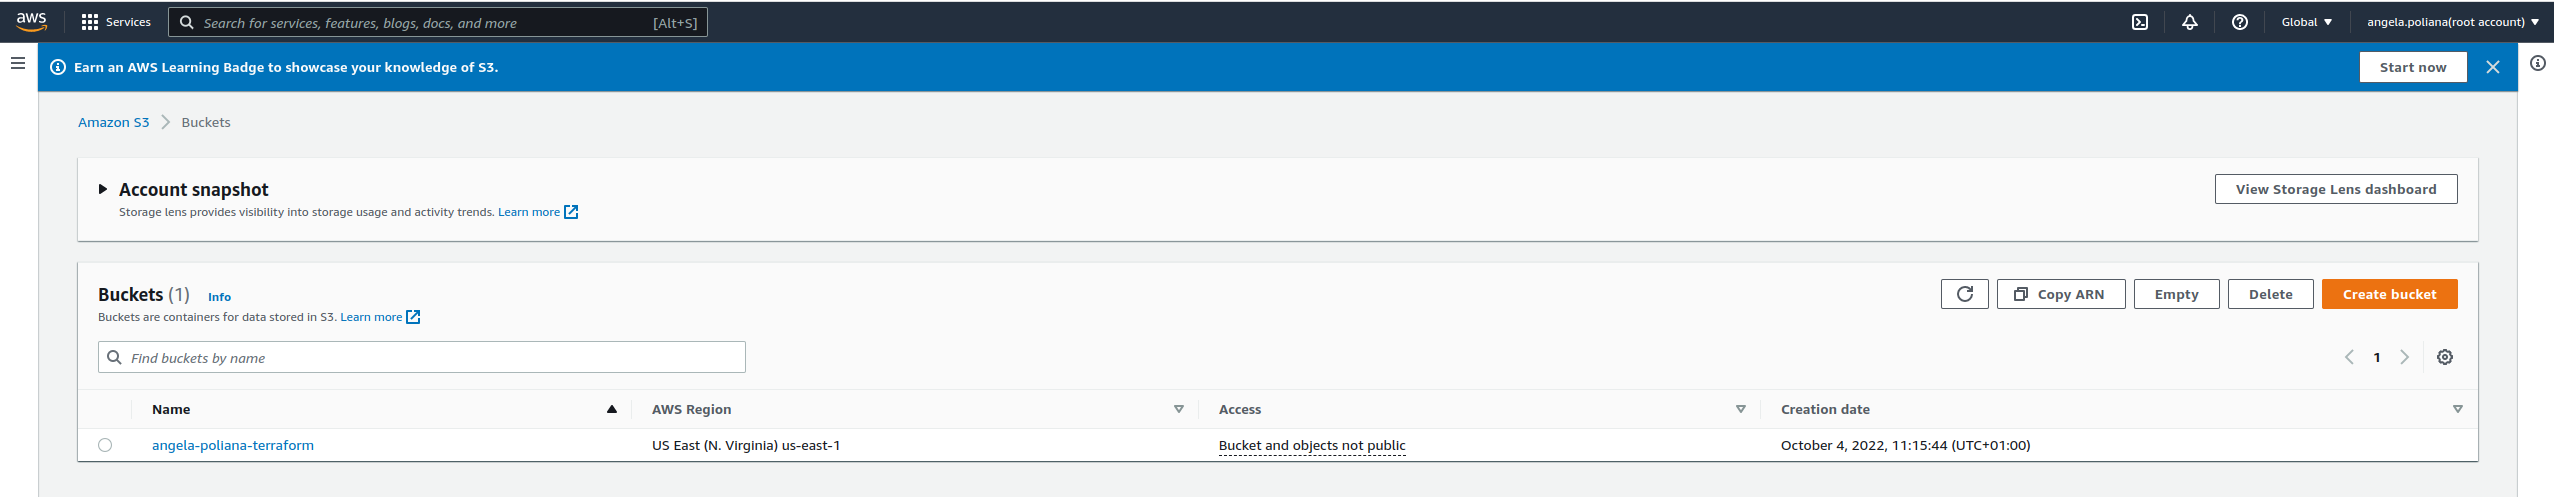 aws Services Search for services, features, blogs, docs, and more [Alt+S] Global angela.poliana(root account)
Earn an AWS Learning Badge to showcase your knowledge of S3. Start now
Amazon S3 Buckets
Account snapshot View Storage Lens dashboard
Storage lens provides visibility into storage usage and activity trends. Learn more
Buckets (1) Info Copy ARN Empty Delete Create bucket
Buckets are containers for data stored in S3. Learn more
Find buckets by name 1
Name AWS Region Access Creation date
angela-poliana-terraform US East (N. Virginia) us-east-1 Bucket and objects not public October 4, 2022, 11:15:44 (UTC+01:00)